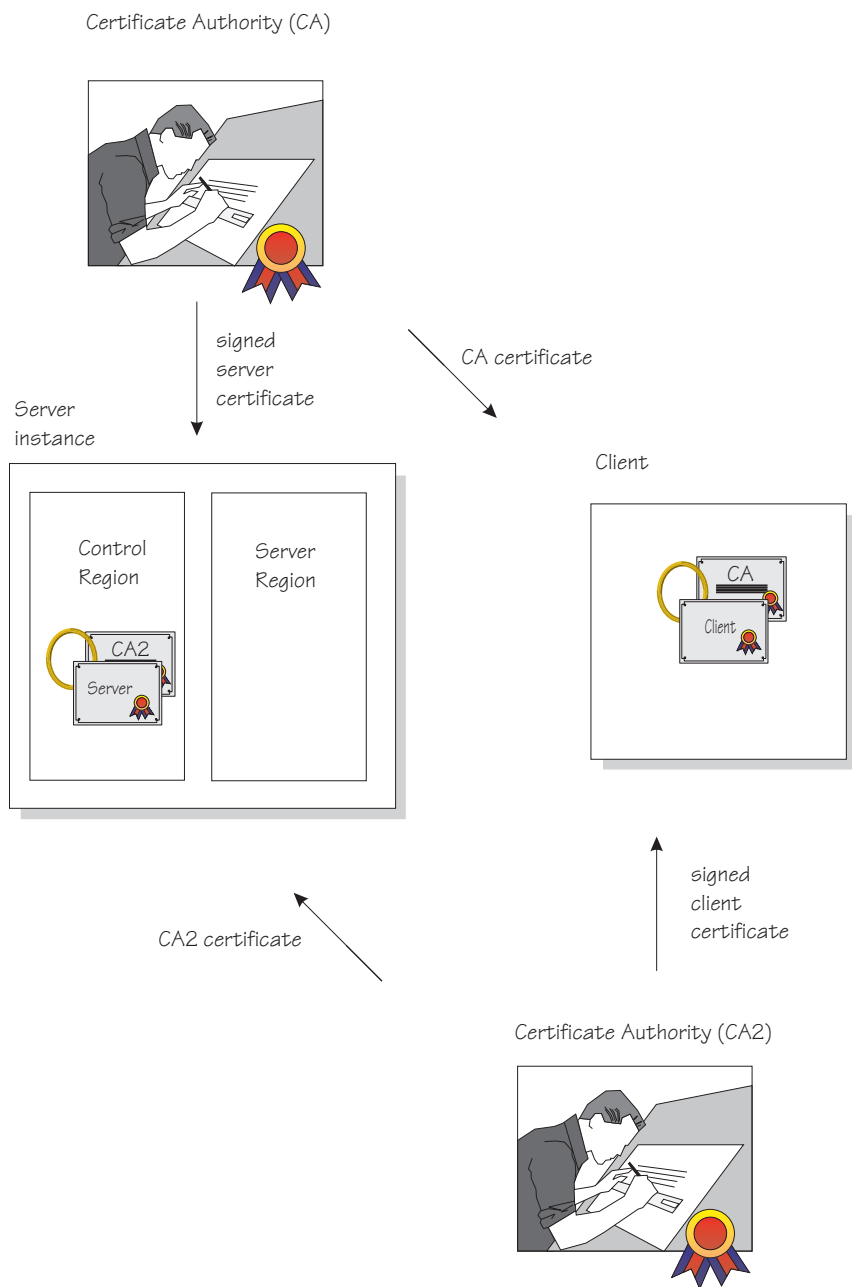 Certificate Authority (CA)
signed
server
certificate
CA certificate
Server
instance
Client
Control
Region
Server
Region
CA
Client
CA2
Server
signed
client
certificate
CA2 certificate
Certificate Authority (CA2)